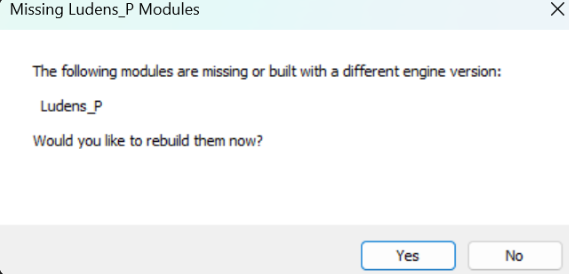 Missing Ludens_P Modules
The following modules are missing or built with a different engine version:
Ludens_P
Would you like to rebuild them now?
Yes
No